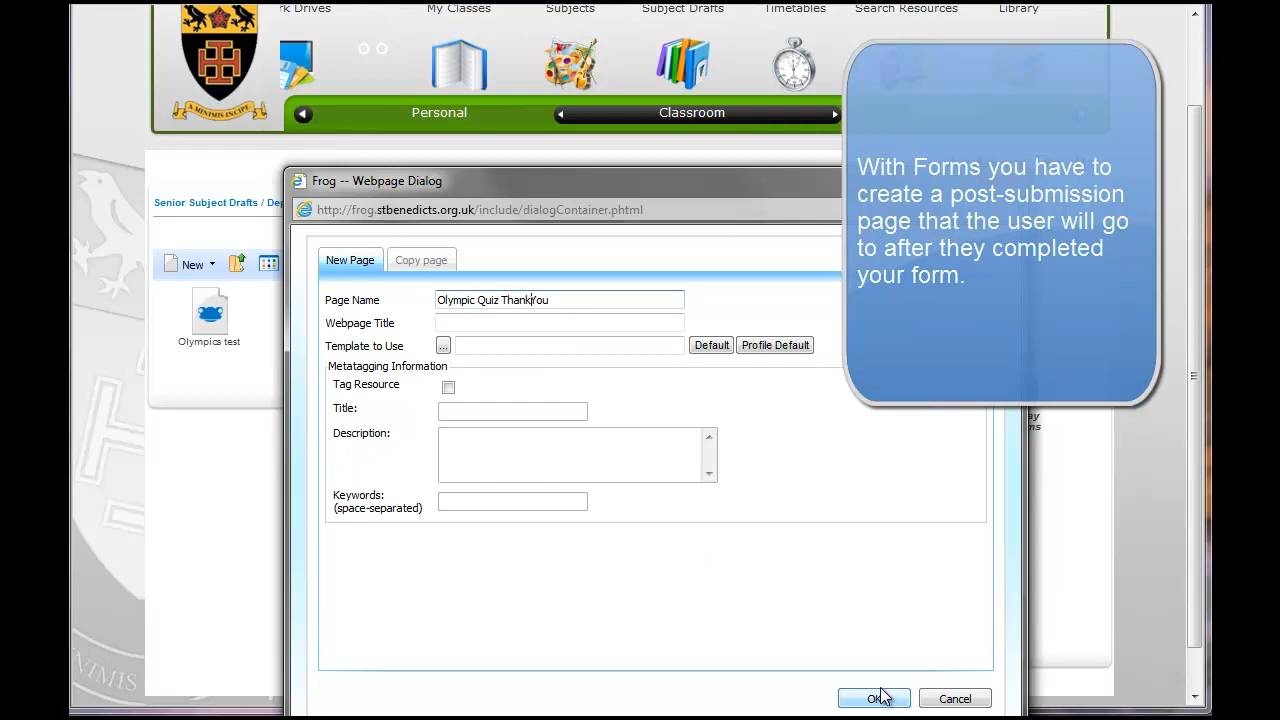 rk Drives My Classes Subjects Subject Drafts Timetables Search Resources Library
A MINIMIS INCIPE
Personal Classroom
With Forms you have to
create a post-submission
page that the user will go
to after they completed
your form.
Frog -- Webpage Dialog
http://frog.stbenedicts.org.uk/include/dialogContainer.phtml
Senior Subject Drafts / Dep
New
Olympics test
New Page Copy page
Page Name Olympic Quiz ThankYou
Webpage Title
Template to Use ... Default Profile Default
Metatagging Information
Tag Resource
Title:
Description:
Keywords:
(space-separated)
OK Cancel
MINIMIS